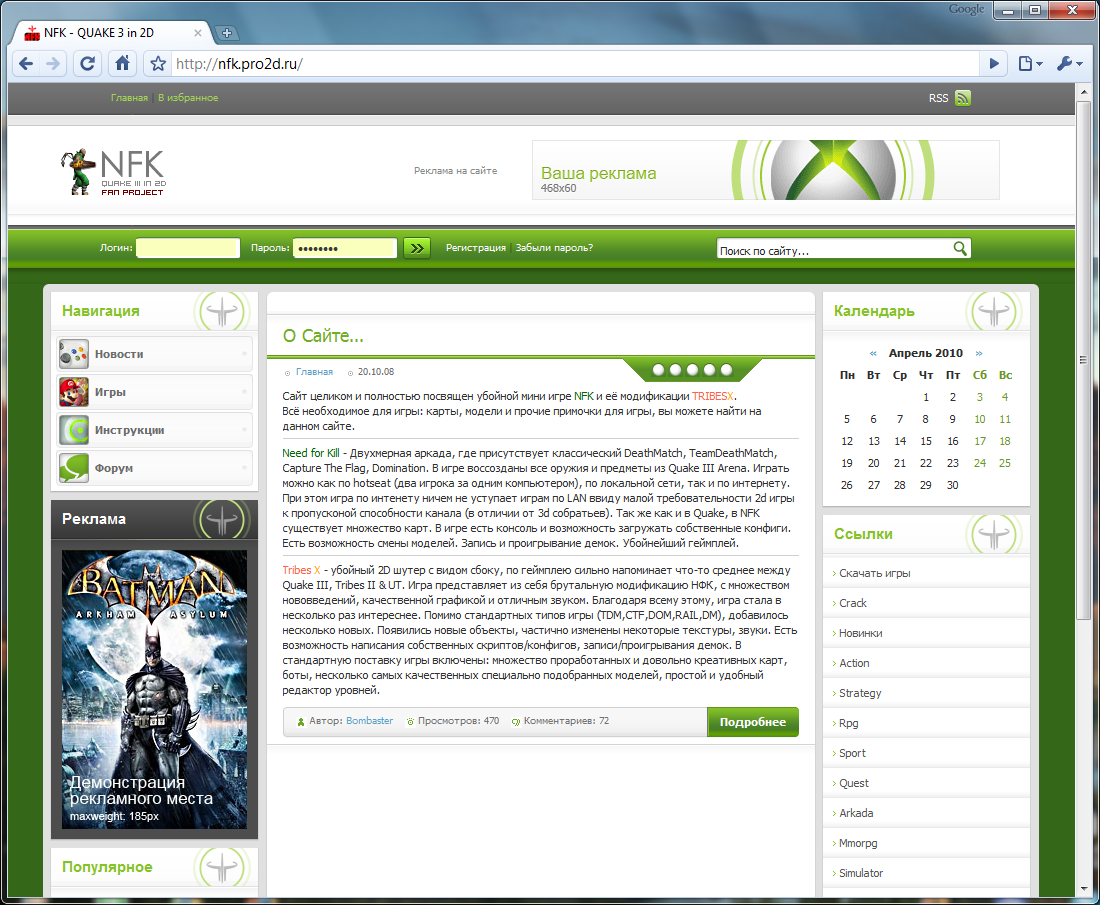 Google
NFK - QUAKE 3 in 2D
http://nfk.pro2d.ru/
Главная | В избранное
RSS
NFK
QUAKE III IN 2D
FAN PROJECT
Реклама на сайте
Ваша реклама
468x60
Логин:
Пароль:
Регистрация | Забыли пароль?
Поиск по сайту...
Навигация
Новости
Игры
Инструкции
Форум
Реклама
BATMAN
ARKHAM ASYLUM
Демонстрация
рекламного места
maxweight: 185px
Популярное
О Сайте...
Главная 20.10.08
Сайт целиком и полностью посвящен убойной мини игре NFK и её модификации TRIBESX.
Всё необходимое для игры: карты, модели и прочие примочки для игры, вы можете найти на
данном сайте.
Need for Kill - Двухмерная аркада, где присутствует классический DeathMatch, TeamDeathMatch,
Capture The Flag, Domination. В игре воссозданы все оружия и предметы из Quake III Arena. Играть
можно как по hotseat (два игрока за одним компьютером), по локальной сети, так и по интернету.
При этом игра по интенету ничем не уступает играм по LAN ввиду малой требовательности 2d игры
к пропусконой способности канала (в отличии от 3d собратьев). Так же как и в Quake, в NFK
существует множество карт. В игре есть консоль и возможность загружать собственные конфиги.
Есть возможность смены моделей. Запись и проигрывание демок. Убойнейший геймплей.
Tribes X - убойный 2D шутер с видом сбоку, по геймплею сильно напоминает что-то среднее между
Quake III, Tribes II & UT. Игра представляет из себя брутальную модификацию НФК, с множеством
нововведений, качественной графикой и отличным звуком. Благодаря всему этому, игра стала в
несколько раз интереснее. Помимо стандартных типов игры (TDM,CTF,DOM,RAIL,DM), добавилось
несколько новых. Появились новые объекты, частично изменены некоторые текстуры, звуки. Есть
возможность написания собственных скриптов/конфигов, записи/проигрывания демок. В
стандартную поставку игры включены: множество проработанных и довольно креативных карт,
боты, несколько самых качественных специально подобранных моделей, простой и удобный
редактор уровней.
Автор: Bombaster Просмотров: 470 Комментариев: 72
Подробнее
Календарь
« Апрель 2010 »
Пн Вт Ср Чт Пт Сб Вс
1 2 3 4
5 6 7 8 9 10 11
12 13 14 15 16 17 18
19 20 21 22 23 24 25
26 27 28 29 30
Ссылки
Скачать игры
Crack
Новинки
Action
Strategy
Rpg
Sport
Quest
Arkada
Mmorpg
Simulator